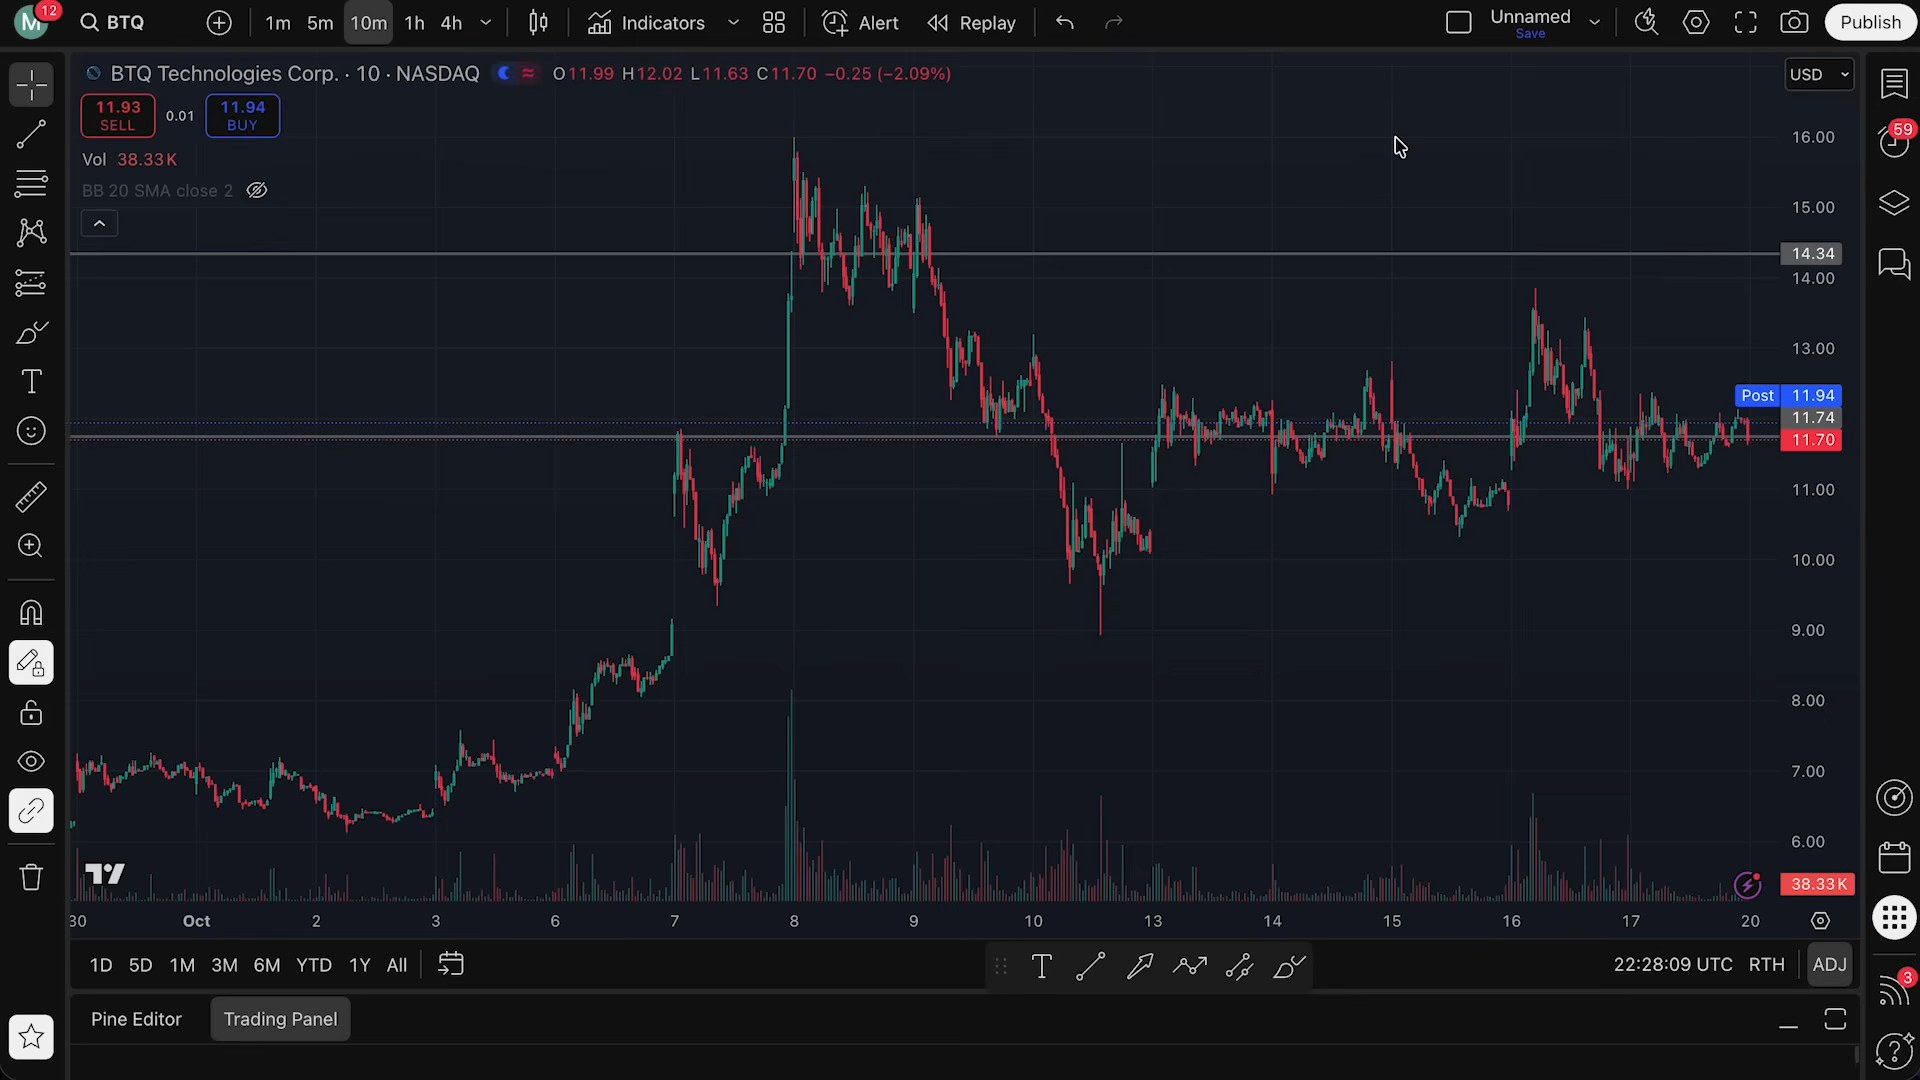 M 12 BTQ 1m 5m 10m 1h 4h Indicators Alert Replay Unnamed Publish
Save
BTQ Technologies Corp. · 10 · NASDAQ O11.99 H12.02 L11.63 C11.70 −0.25 (−2.09%) USD
11.93 0.01 11.94
SELL BUY
Vol 38.33K
BB 20 SMA close 2
59
16.00
15.00
14.34
14.00
13.00
Post 11.94
11.74
11.70
11.00
10.00
9.00
8.00
7.00
6.00
38.33K
30 Oct 2 3 6 7 8 9 10 13 14 15 16 17 20
1D 5D 1M 3M 6M YTD 1Y All 22:28:09 UTC RTH ADJ
3
Pine Editor Trading Panel